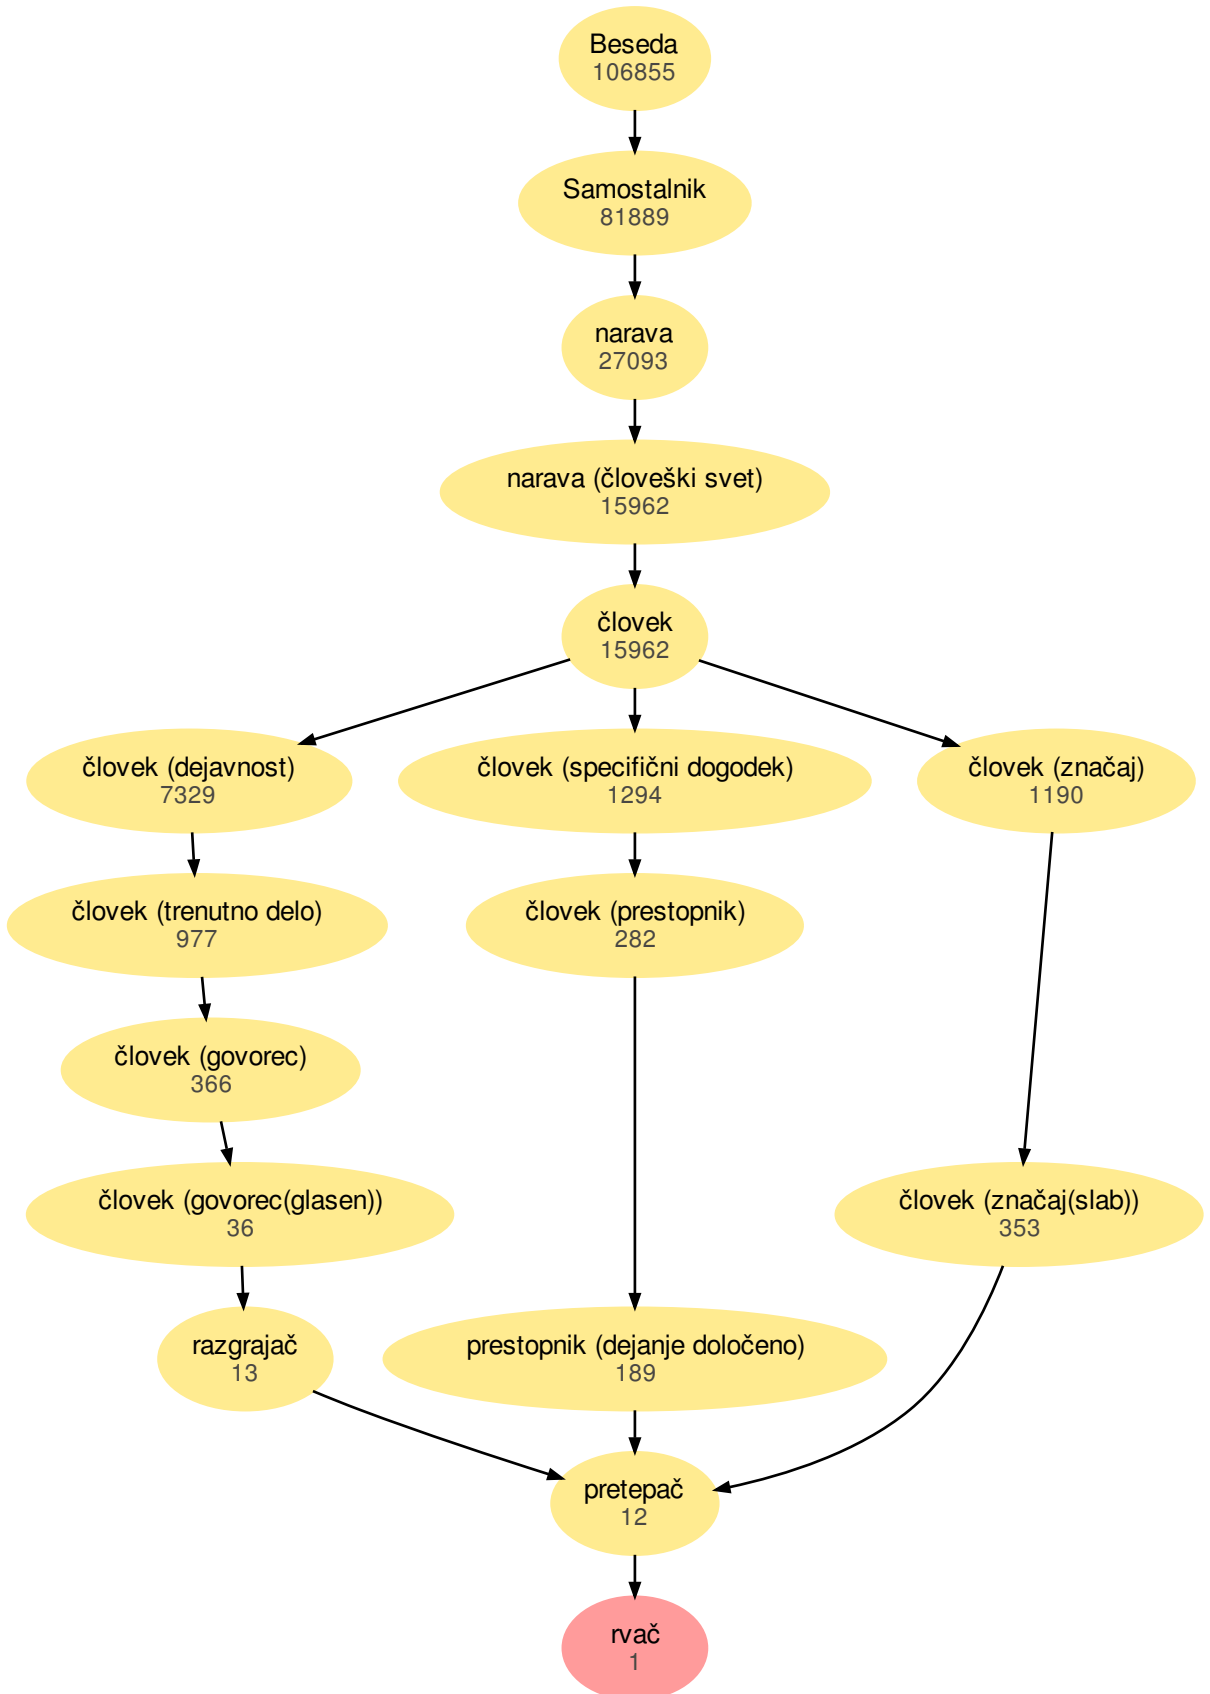 Beseda
106855
Samostalnik
81889
narava
27093
narava (človeški svet)
15962
človek
15962
človek (dejavnost)
7329
človek (specifični dogodek)
1294
človek (značaj)
1190
človek (trenutno delo)
977
človek (prestopnik)
282
človek (govorec)
366
človek (govorec(glasen))
36
človek (značaj(slab))
353
razgrajač
13
prestopnik (dejanje določeno)
189
pretepač
12
rvač
1